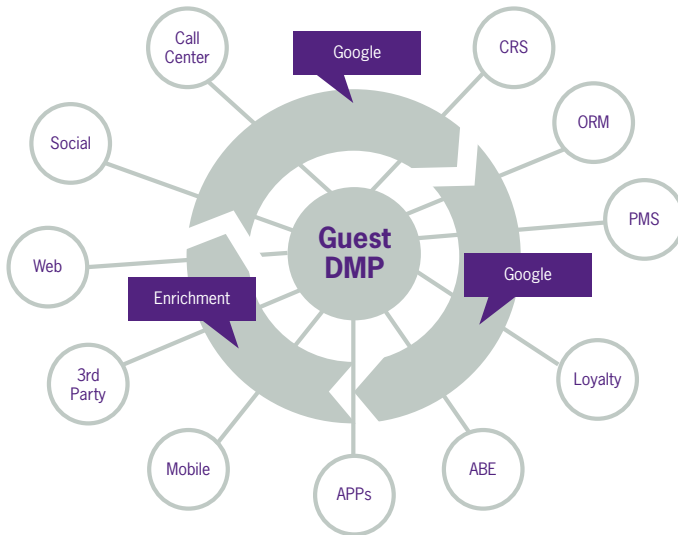 Call
Center
Google
CRS
ORM
Social
PMS
Guest
DMP
Web
Google
Enrichment
3rd
Party
Loyalty
Mobile
ABE
APPs